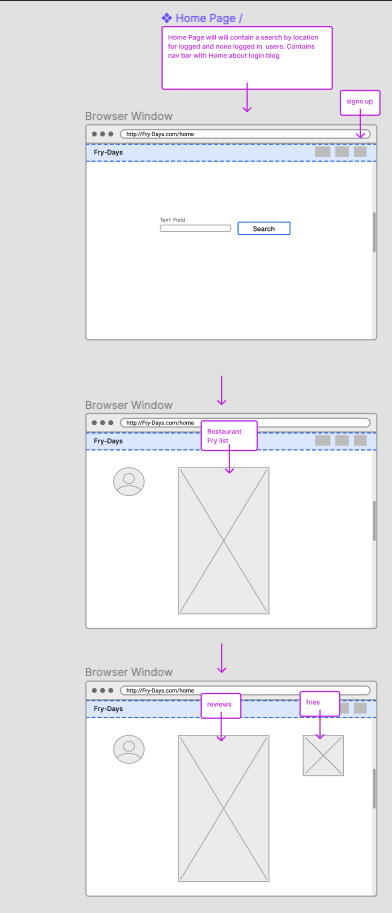 ❖ Home Page /
Home Page will will contain a search by location
for logged and none logged in users. Contains
nav bar with Home about login blog
signs up
Browser Window
http://Fry-Days.com/home
Fry-Days
Text Field
Search
Browser Window
http://Fry-Days.com/home
Restaurant
Fry list
Fry-Days
Browser Window
http://Fry-Days.com/home
reviews
fries
Fry-Days